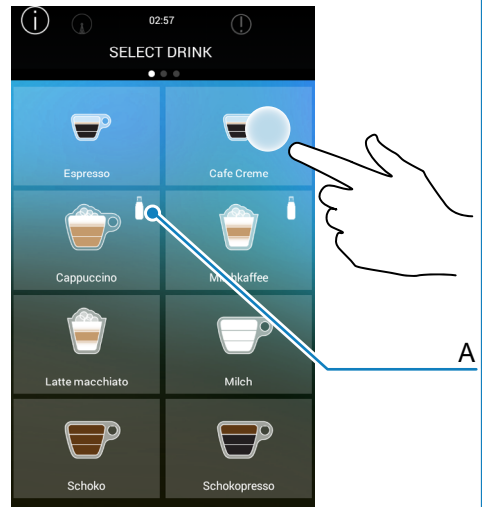 02:57
SELECT DRINK
Espresso
Cafe Creme
Cappuccino
Milchkaffee
Latte macchiato
Milch
A
Schoko
Schokopresso